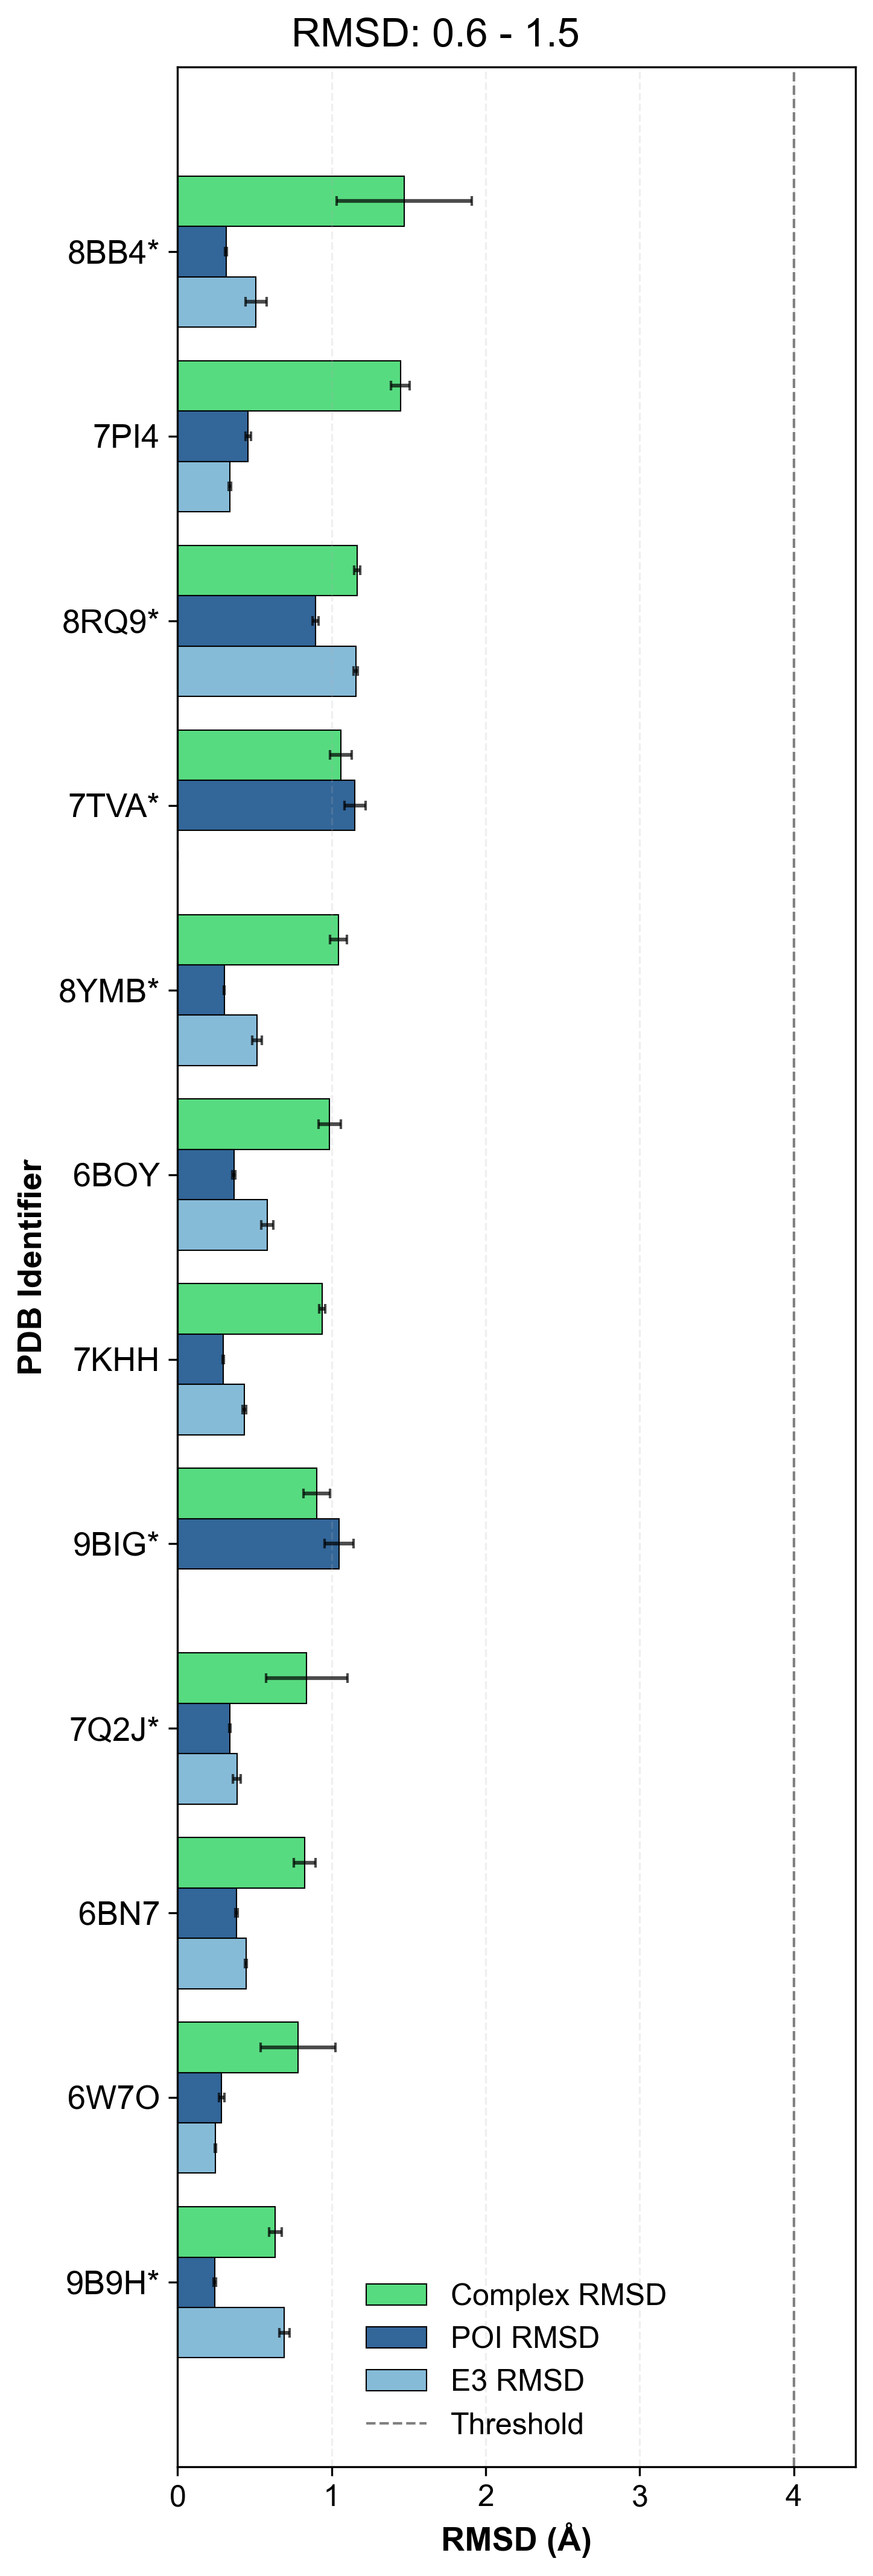 RMSD: 0.6 - 1.5
8BB4*
7PI4
8RQ9*
7TVA*
8YMB*
6BOY
7KHH
9BIG*
7Q2J*
6BN7
6W7O
9B9H*
PDB Identifier
Complex RMSD
POI RMSD
E3 RMSD
Threshold
0 1 2 3 4
RMSD (Å)